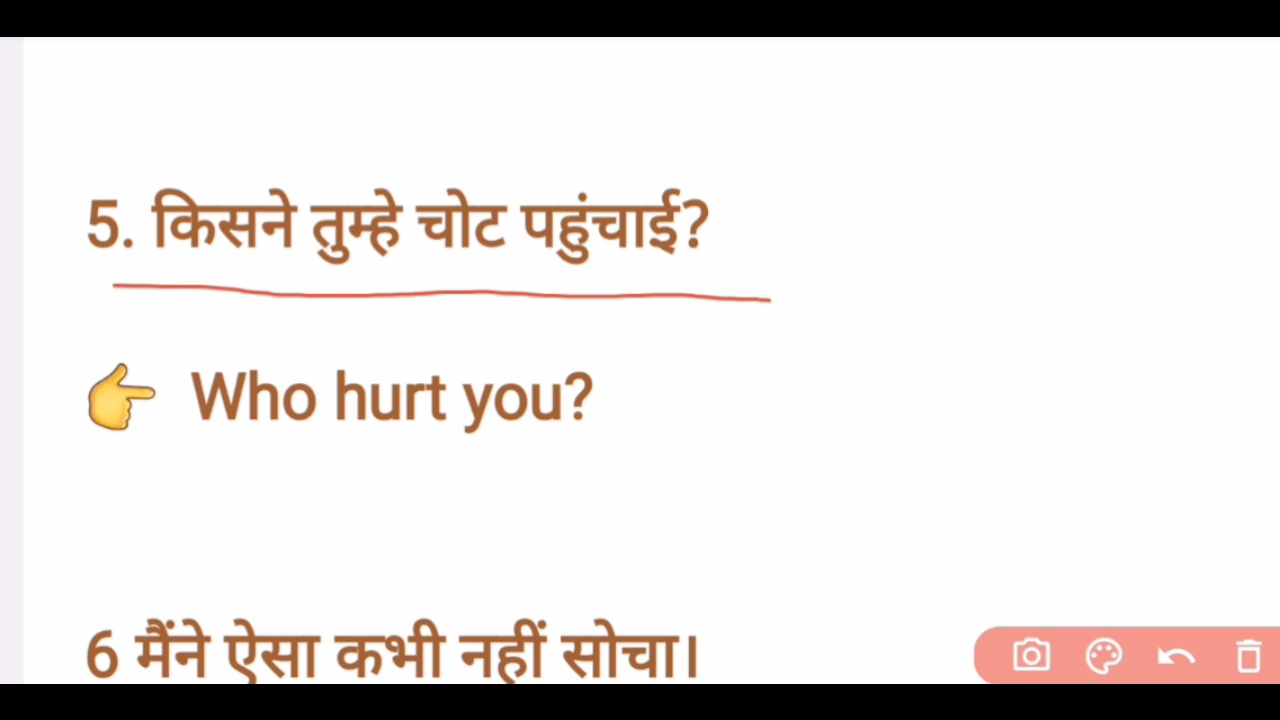 5. किसने तुम्हे चोट पहुंचाई?
👉 Who hurt you?
6 मैंने ऐसा कभी नहीं सोचा।